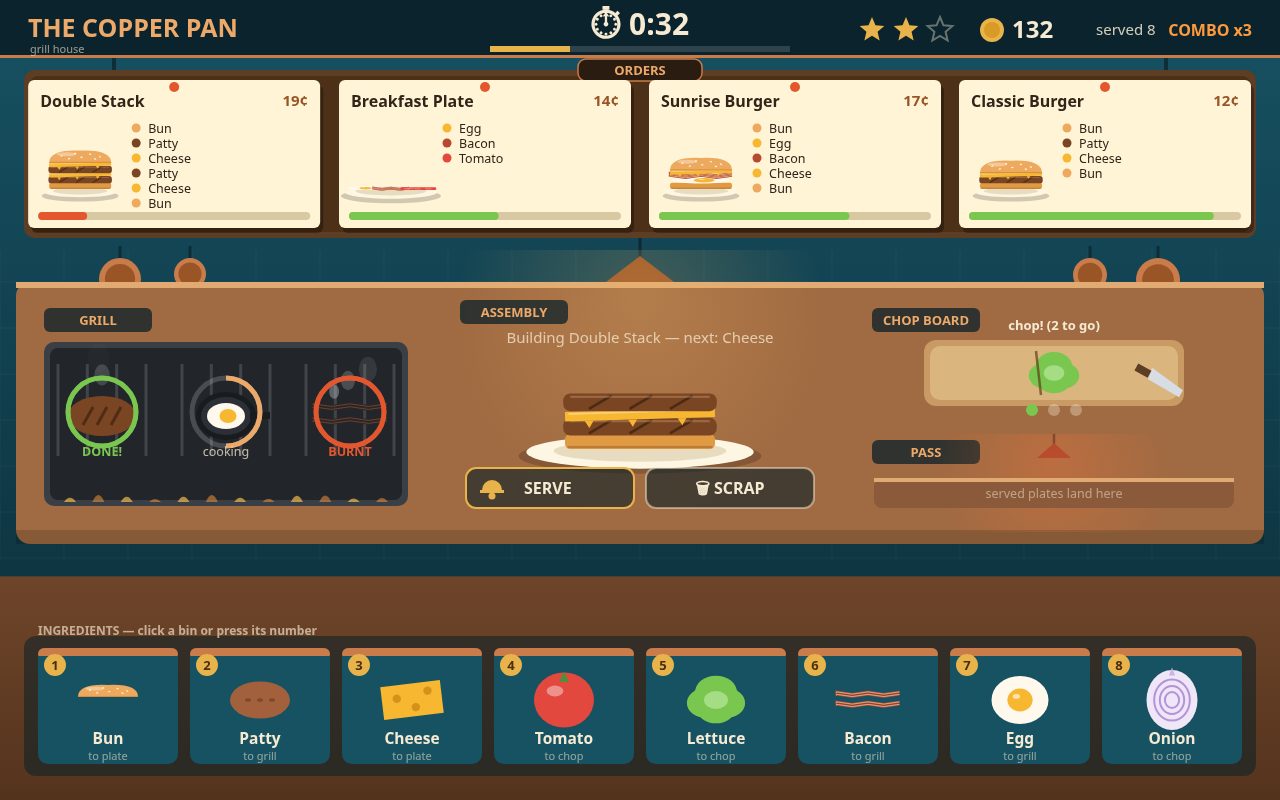 THE COPPER PAN
grill house
0:32
132
served 8
COMBO x3
ORDERS
Double Stack
19¢
Bun
Patty
Cheese
Patty
Cheese
Bun
Breakfast Plate
14¢
Egg
Bacon
Tomato
Sunrise Burger
17¢
Bun
Egg
Bacon
Cheese
Bun
Classic Burger
12¢
Bun
Patty
Cheese
Bun
GRILL
DONE!
cooking
BURNT
ASSEMBLY
Building Double Stack — next: Cheese
SERVE
SCRAP
CHOP BOARD
chop! (2 to go)
PASS
served plates land here
INGREDIENTS — click a bin or press its number
1
Bun
to plate
2
Patty
to grill
3
Cheese
to plate
4
Tomato
to chop
5
Lettuce
to chop
6
Bacon
to grill
7
Egg
to grill
8
Onion
to chop